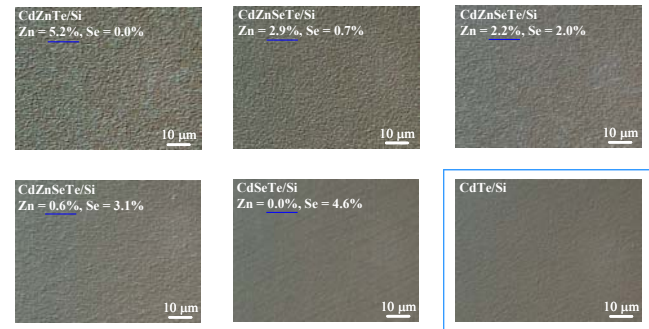 CdZnTe/Si
Zn = 5.2%, Se = 0.0%
10 μm
CdZnSeTe/Si
Zn = 2.9%, Se = 0.7%
10 μm
CdZnSeTe/Si
Zn = 2.2%, Se = 2.0%
10 μm
CdZnSeTe/Si
Zn = 0.6%, Se = 3.1%
10 μm
CdSeTe/Si
Zn = 0.0%, Se = 4.6%
10 μm
CdTe/Si
10 μm